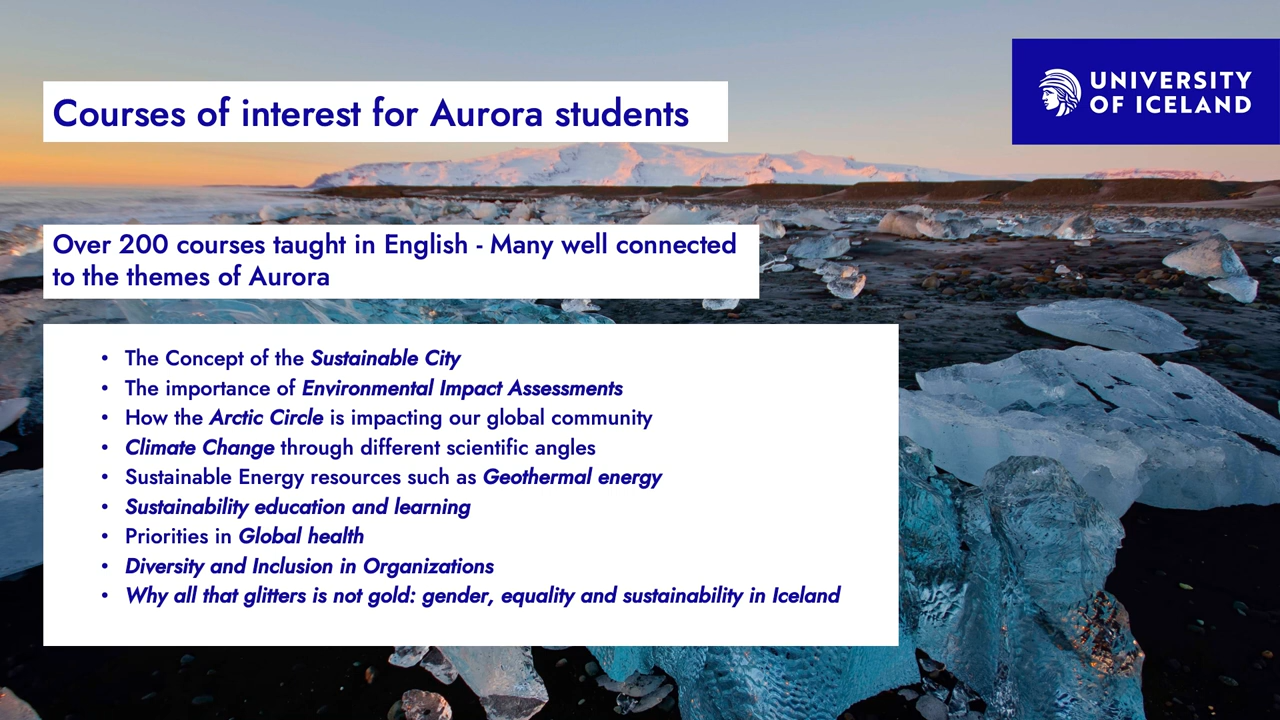 Courses of interest for Aurora students
UNIVERSITY
OF ICELAND
Over 200 courses taught in English - Many well connected
to the themes of Aurora
• The Concept of the Sustainable City
• The importance of Environmental Impact Assessments
• How the Arctic Circle is impacting our global community
• Climate Change through different scientific angles
• Sustainable Energy resources such as Geothermal energy
• Sustainability education and learning
• Priorities in Global health
• Diversity and Inclusion in Organizations
• Why all that glitters is not gold: gender, equality and sustainability in Iceland